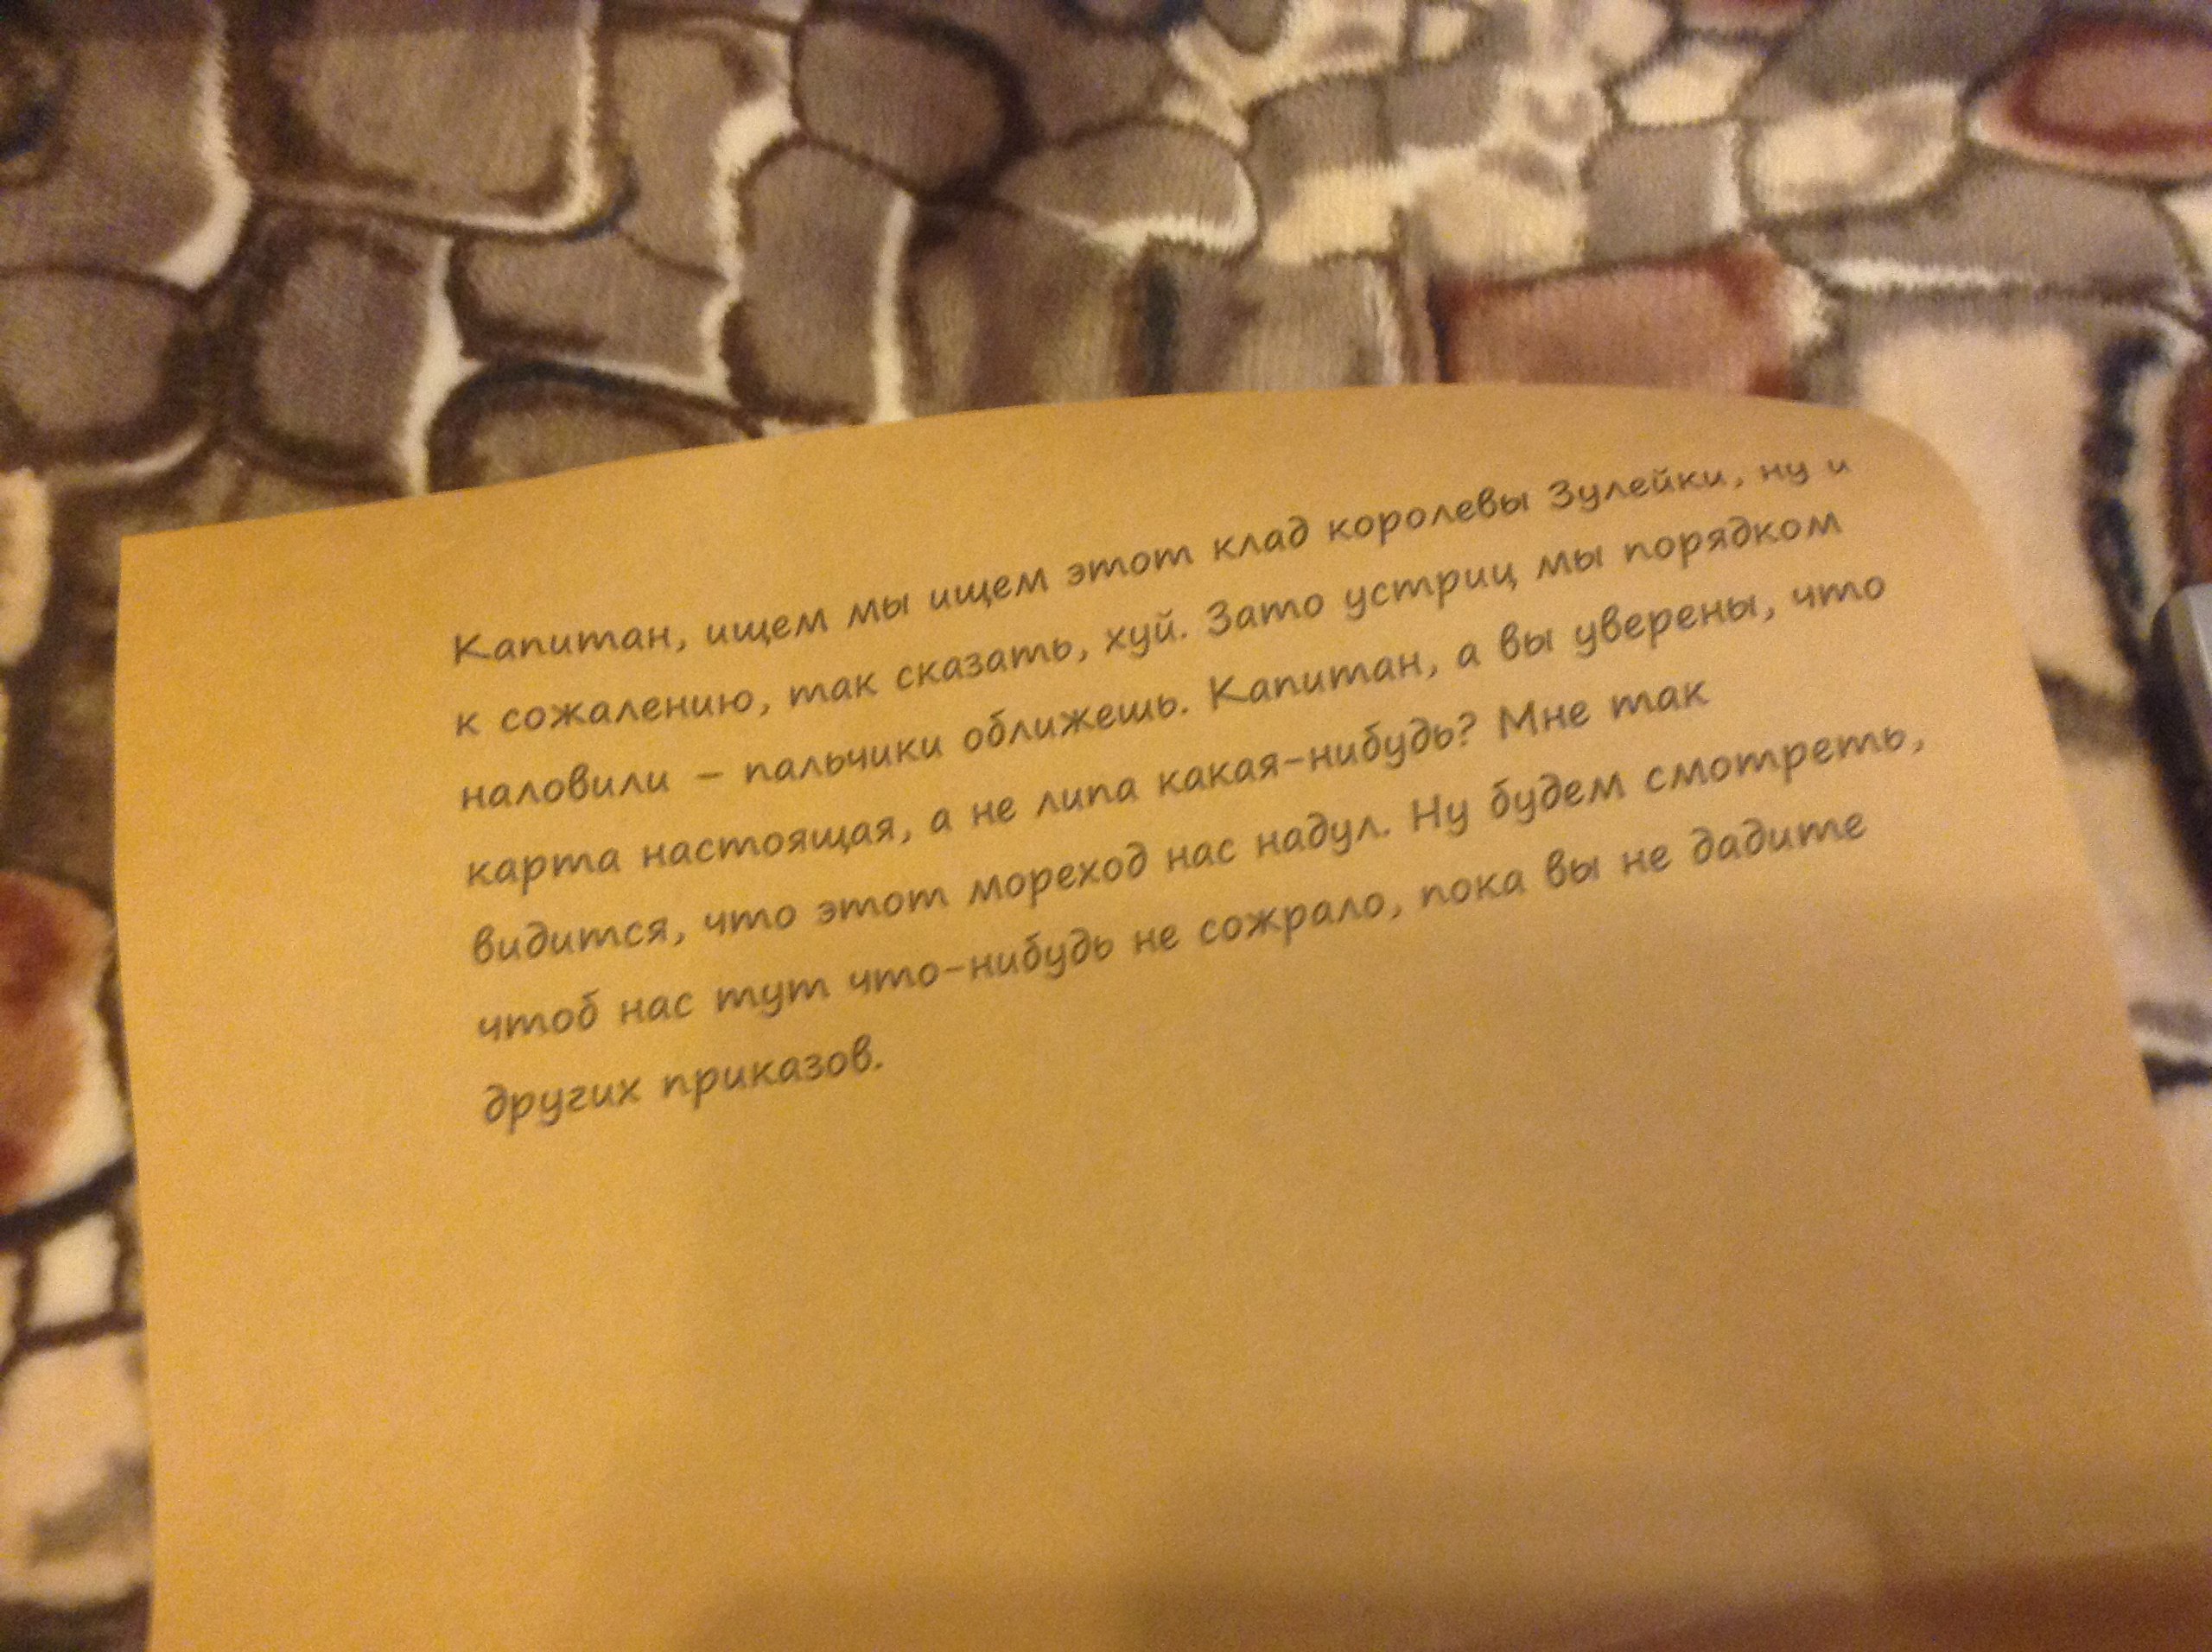 Капитан, ищем мы ищем этот клад королевы Зулейки, ну и
к сожалению, так сказать, хуй. Зато устриц мы порядком
наловили – пальчики оближешь. Капитан, а вы уверены, что
карта настоящая, а не липа какая-нибудь? Мне так
видится, что этот мореход нас надул. Ну будем смотреть,
чтоб нас тут что-нибудь не сожрало, пока вы не дадите
других приказов.